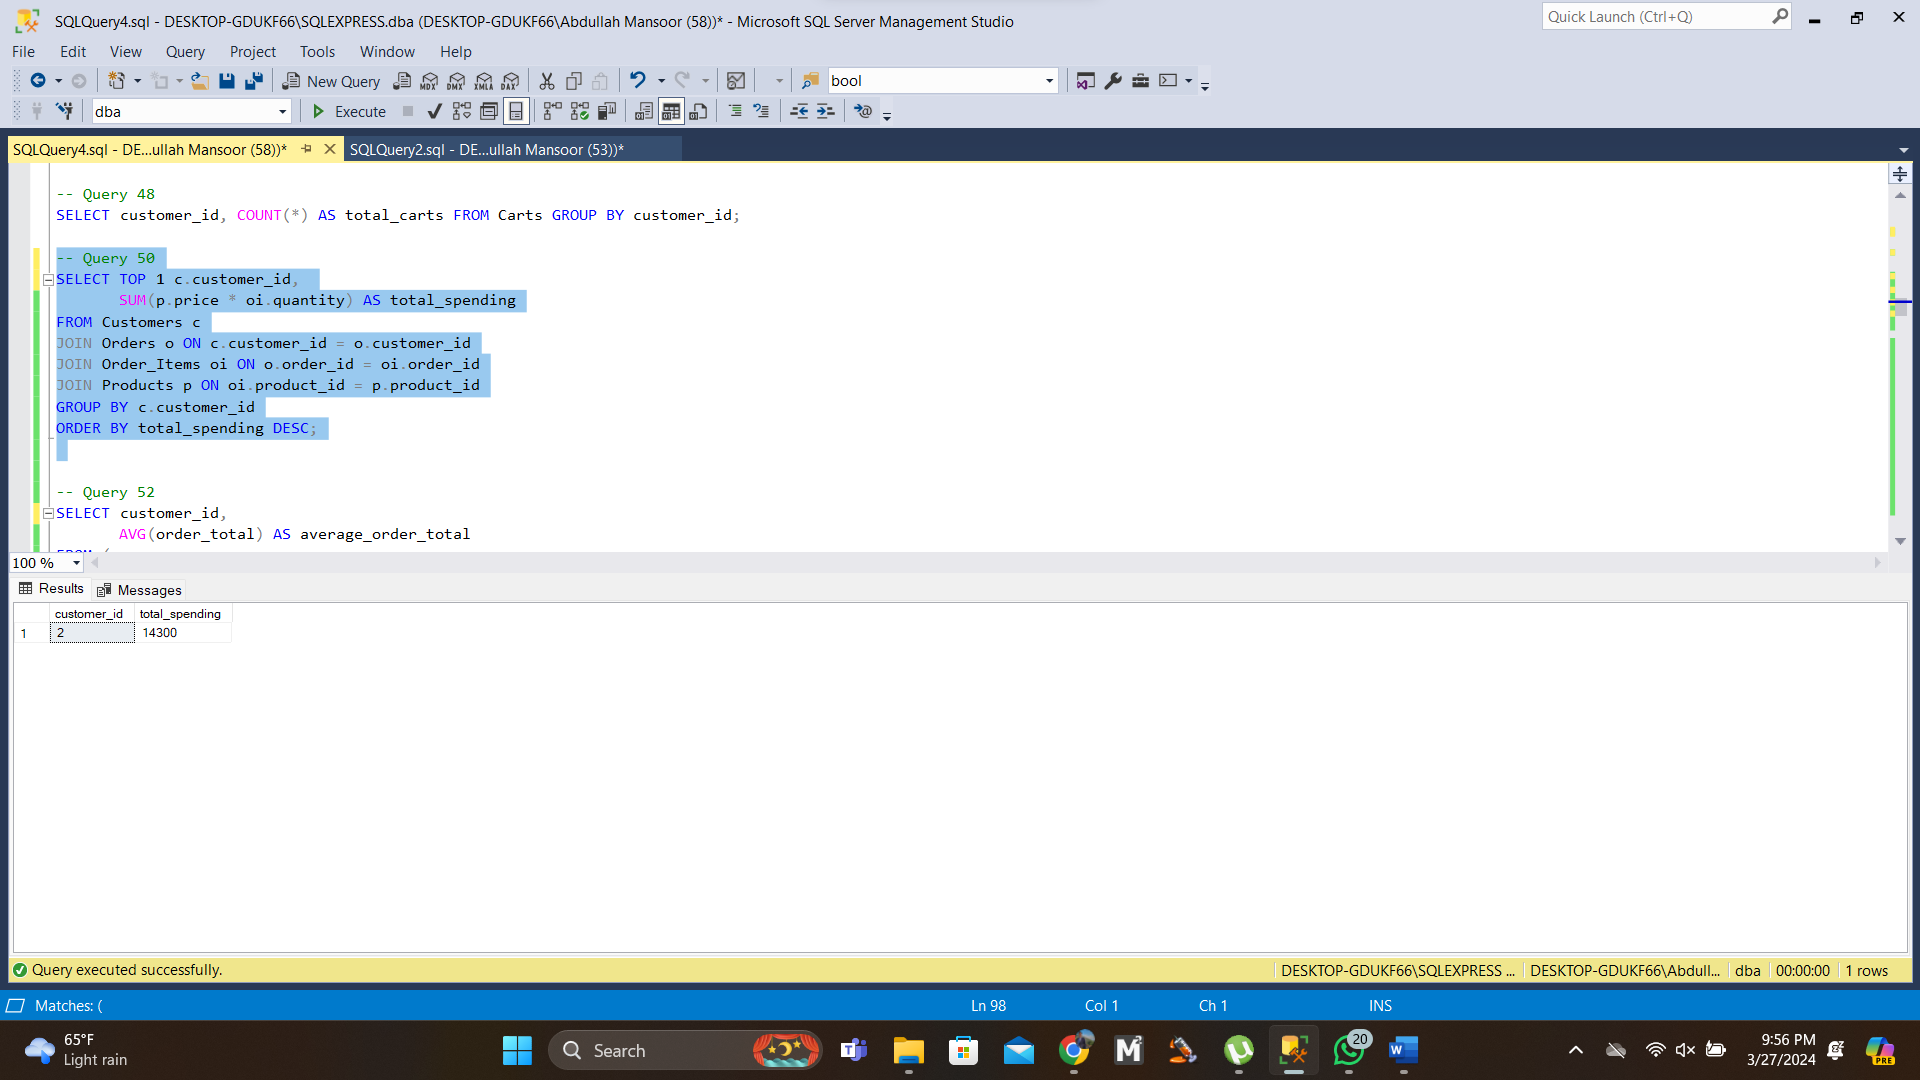 SQLQuery4.sql - DESKTOP-GDUKF66\SQLEXPRESS.dba (DESKTOP-GDUKF66\Abdullah Mansoor (58))* - Microsoft SQL Server Management Studio
Quick Launch (Ctrl+Q)
File Edit View Query Project Tools Window Help
New Query MDX DMX XMLA DAX bool
dba Execute
SQLQuery4.sql - DE...ullah Mansoor (58))* SQLQuery2.sql - DE...ullah Mansoor (53))*
-- Query 48
SELECT customer_id, COUNT(*) AS total_carts FROM Carts GROUP BY customer_id;
-- Query 50
SELECT TOP 1 c.customer_id,
SUM(p.price * oi.quantity) AS total_spending
FROM Customers c
JOIN Orders o ON c.customer_id = o.customer_id
JOIN Order_Items oi ON o.order_id = oi.order_id
JOIN Products p ON oi.product_id = p.product_id
GROUP BY c.customer_id
ORDER BY total_spending DESC;
-- Query 52
SELECT customer_id,
AVG(order_total) AS average_order_total
FROM (
100 %
Results Messages
customer_id total_spending
1 2 14300
Query executed successfully. DESKTOP-GDUKF66\SQLEXPRESS ... DESKTOP-GDUKF66\Abdull... dba 00:00:00 1 rows
Matches: ( Ln 98 Col 1 Ch 1 INS
65°F
Light rain
Search
20
9:56 PM
3/27/2024
PRE